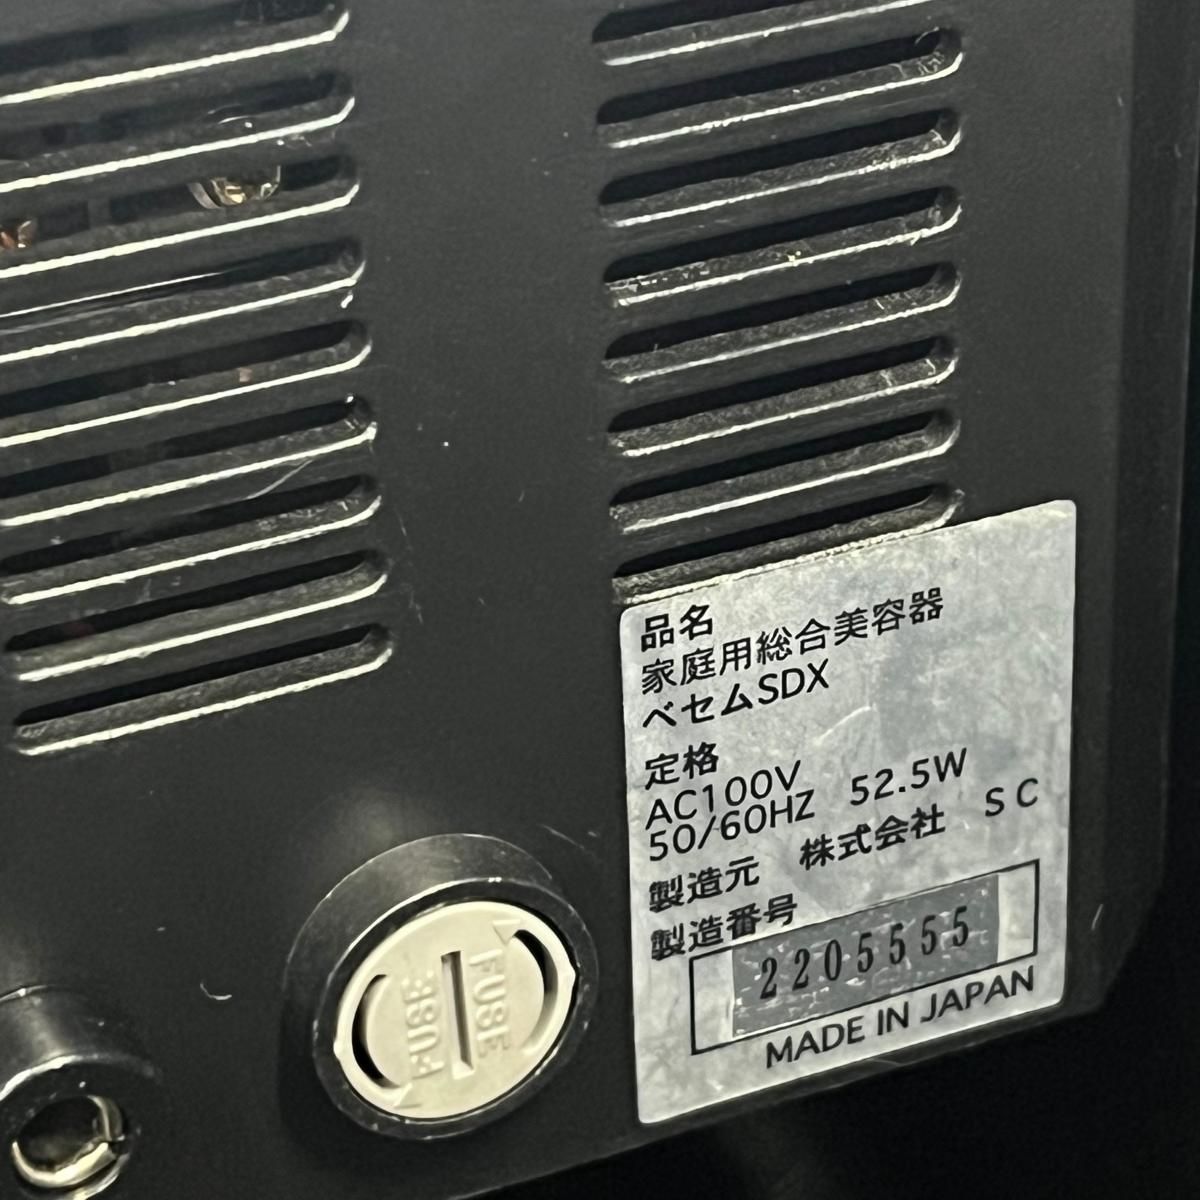 品名
家庭用総合美容器
ベセムSDX
定格
AC100V
50/60HZ 52.5W
製造元 株式会社 SC
製造番号
2205555
MADE IN JAPAN
FUSE
FUSE